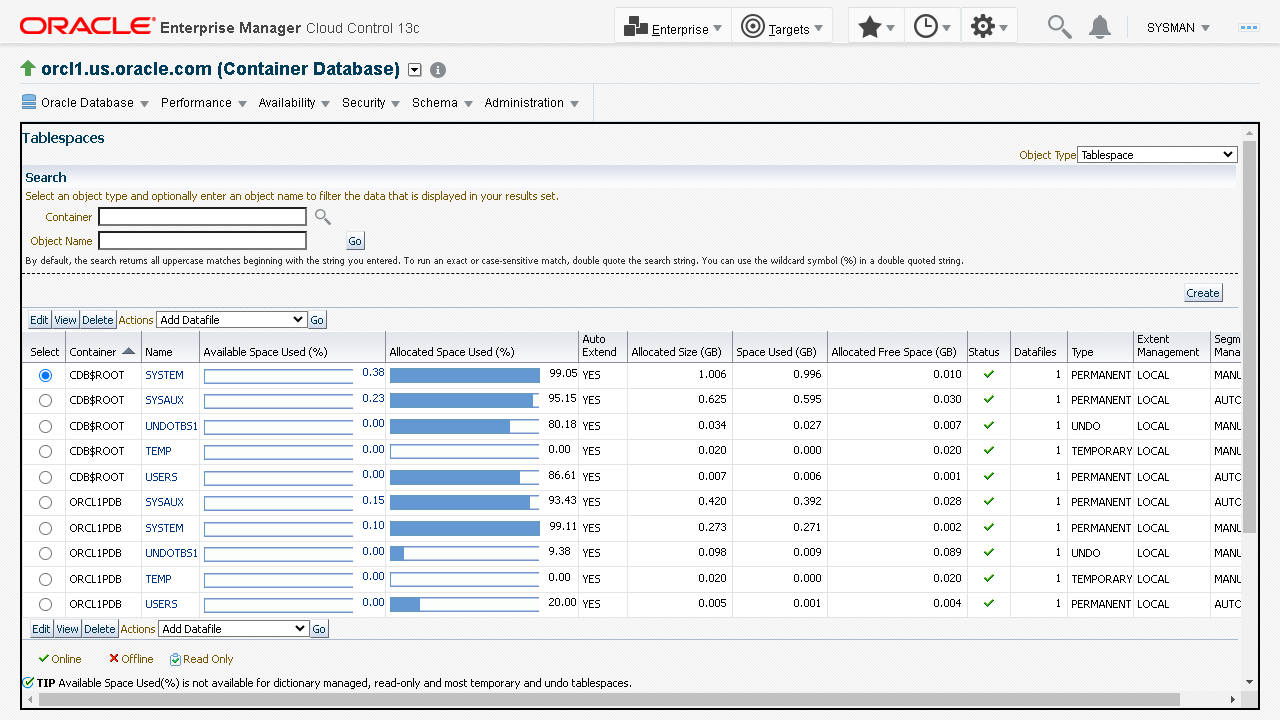 ORACLE Enterprise Manager Cloud Control 13c Enterprise Targets SYSMAN
orcl1.us.oracle.com (Container Database)
Oracle Database Performance Availability Security Schema Administration
Tablespaces
Object Type Tablespace
Search
Select an object type and optionally enter an object name to filter the data that is displayed in your results set.
Container
Object Name Go
By default, the search returns all uppercase matches beginning with the string you entered. To run an exact or case-sensitive match, double quote the search string. You can use the wildcard symbol (%) in a double quoted string.
Create
Edit View Delete Actions Add Datafile Go
Select Container Name Available Space Used (%) Allocated Space Used (%) Auto Extend Allocated Size (GB) Space Used (GB) Allocated Free Space (GB) Status Datafiles Type Extent Management Segm Mana
CDB$ROOT SYSTEM 0.38 99.05 YES 1.006 0.996 0.010 1 PERMANENT LOCAL MANU
CDB$ROOT SYSAUX 0.23 95.15 YES 0.625 0.595 0.030 1 PERMANENT LOCAL AUTO
CDB$ROOT UNDOTBS1 0.00 80.18 YES 0.034 0.027 0.007 1 UNDO LOCAL MANU
CDB$ROOT TEMP 0.00 0.00 YES 0.020 0.000 0.020 1 TEMPORARY LOCAL MANU
CDB$ROOT USERS 0.00 86.61 YES 0.007 0.006 0.001 1 PERMANENT LOCAL AUTO
ORCL1PDB SYSAUX 0.15 93.43 YES 0.420 0.392 0.028 1 PERMANENT LOCAL AUTO
ORCL1PDB SYSTEM 0.10 99.11 YES 0.273 0.271 0.002 1 PERMANENT LOCAL MANU
ORCL1PDB UNDOTBS1 0.00 9.38 YES 0.098 0.009 0.089 1 UNDO LOCAL MANU
ORCL1PDB TEMP 0.00 0.00 YES 0.020 0.000 0.020 1 TEMPORARY LOCAL MANU
ORCL1PDB USERS 0.00 20.00 YES 0.005 0.001 0.004 1 PERMANENT LOCAL AUTO
Edit View Delete Actions Add Datafile Go
Online Offline Read Only
TIP Available Space Used(%) is not available for dictionary managed, read-only and most temporary and undo tablespaces.